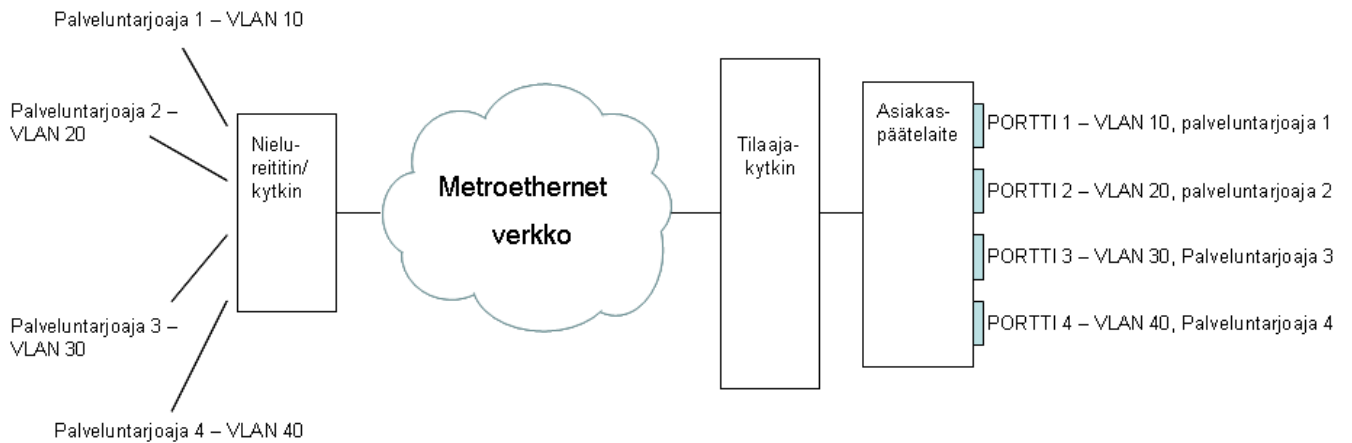 Palveluntarjoaja 1 – VLAN 10
Palveluntarjoaja 2 –
VLAN 20
Palveluntarjoaja 3 –
VLAN 30
Palveluntarjoaja 4 – VLAN 40
Nielu-
reititin/
kytkin
Metroethernet
verkko
Tilaaja-
kytkin
Asiakas-
päätelaite
PORTTI 1 – VLAN 10, palveluntarjoaja 1
PORTTI 2 – VLAN 20, palveluntarjoaja 2
PORTTI 3 – VLAN 30, Palveluntarjoaja 3
PORTTI 4 – VLAN 40, Palveluntarjoaja 4